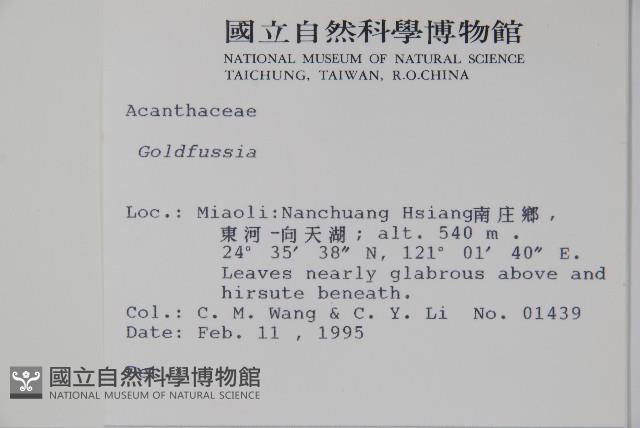 國立自然科學博物館
NATIONAL MUSEUM OF NATURAL SCIENCE
TAICHUNG, TAIWAN, R.O.CHINA
Acanthaceae
Goldfussia
Loc.: Miaoli:Nanchuang Hsiang南庄鄉,
東河-向天湖; alt. 540 m.
24° 35′ 38″ N, 121° 01′ 40″ E.
Leaves nearly glabrous above and
hirsute beneath.
Col.: C. M. Wang & C. Y. Li No. 01439
Date: Feb. 11 , 1995
國立自然科學博物館
NATIONAL MUSEUM OF NATURAL SCIENCE